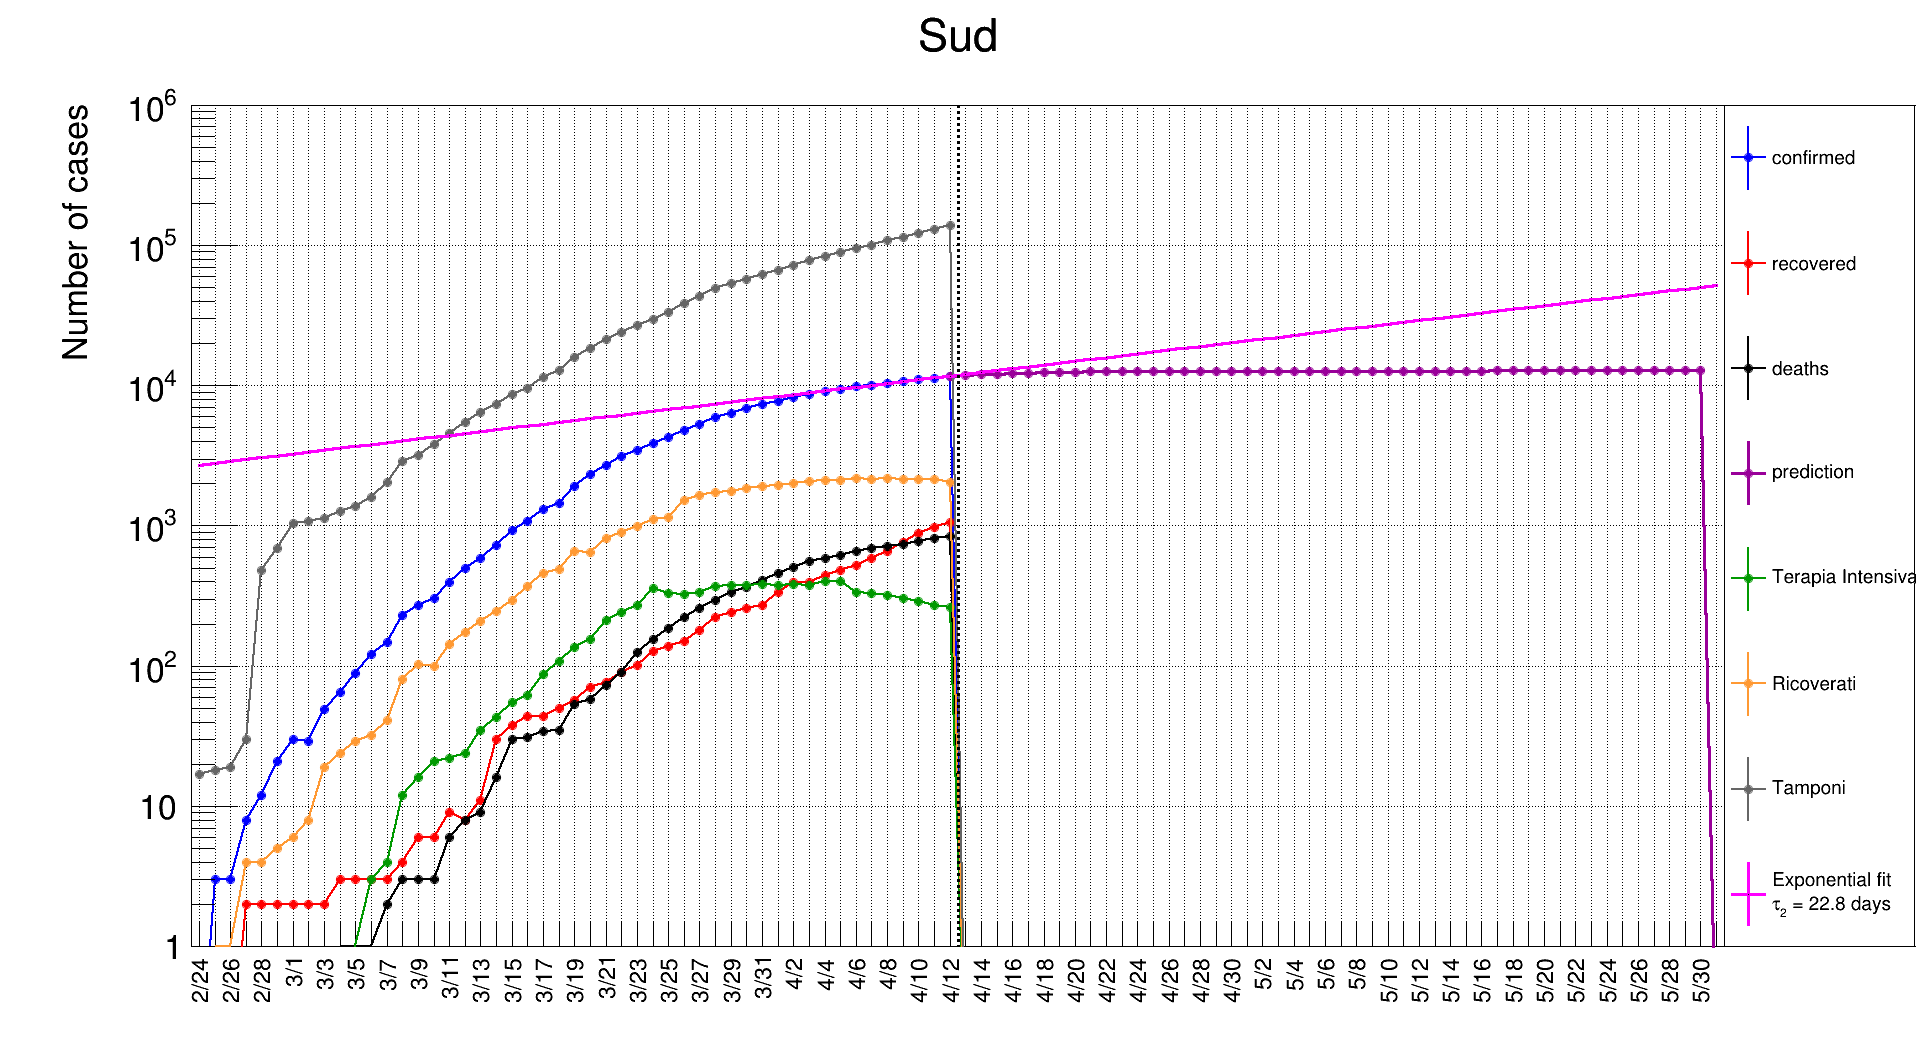 Sud
Number of cases
10^6
10^5
10^4
10^3
10^2
10
1
2/24 2/26 2/28 3/1 3/3 3/5 3/7 3/9 3/11 3/13 3/15 3/17 3/19 3/21 3/23 3/25 3/27 3/29 3/31 4/2 4/4 4/6 4/8 4/10 4/12 4/14 4/16 4/18 4/20 4/22 4/24 4/26 4/28 4/30 5/2 5/4 5/6 5/8 5/10 5/12 5/14 5/16 5/18 5/20 5/22 5/24 5/26 5/28 5/30
confirmed
recovered
deaths
prediction
Terapia Intensiva
Ricoverati
Tamponi
Exponential fit
τ₂ = 22.8 days